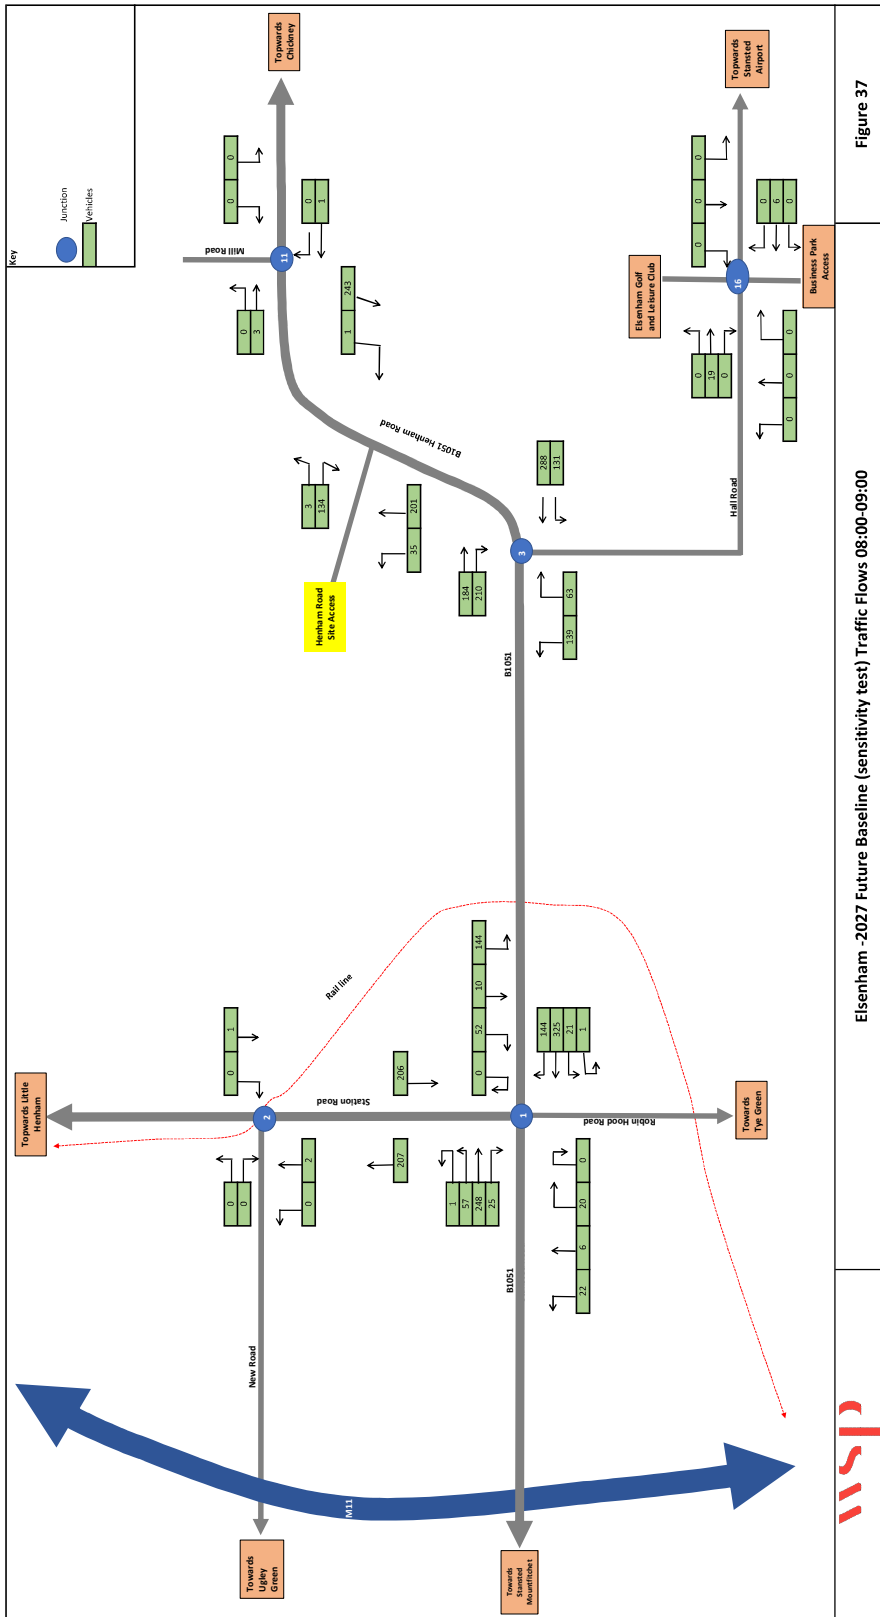 Key
Junction
Vehicles
Topwards Little
Henham
Topwards
Chickney
Mill Road
11
0
0
0
1
0
3
1
243
B1051 Henham Road
3
134
35
201
Henham Road
Site Access
Topwards
Stansted
Airport
0
0
0
0
6
0
Elsenham Golf
and Leisure Club
16
Business Park
Access
0
19
0
0
0
0
Hall Road
288
131
3
184
210
139
63
B1051
Rail line
0
1
2
Station Road
0
0
0
2
206
207
0
52
10
144
144
325
21
1
1
Robin Hood Road
Towards
Tye Green
1
57
248
25
22
6
20
0
New Road
B1051
M11
Towards
Ugley
Green
Towards
Stansted
Mountfitchet
Elsenham -2027 Future Baseline (sensitivity test) Traffic Flows 08:00-09:00
Figure 37
wsp